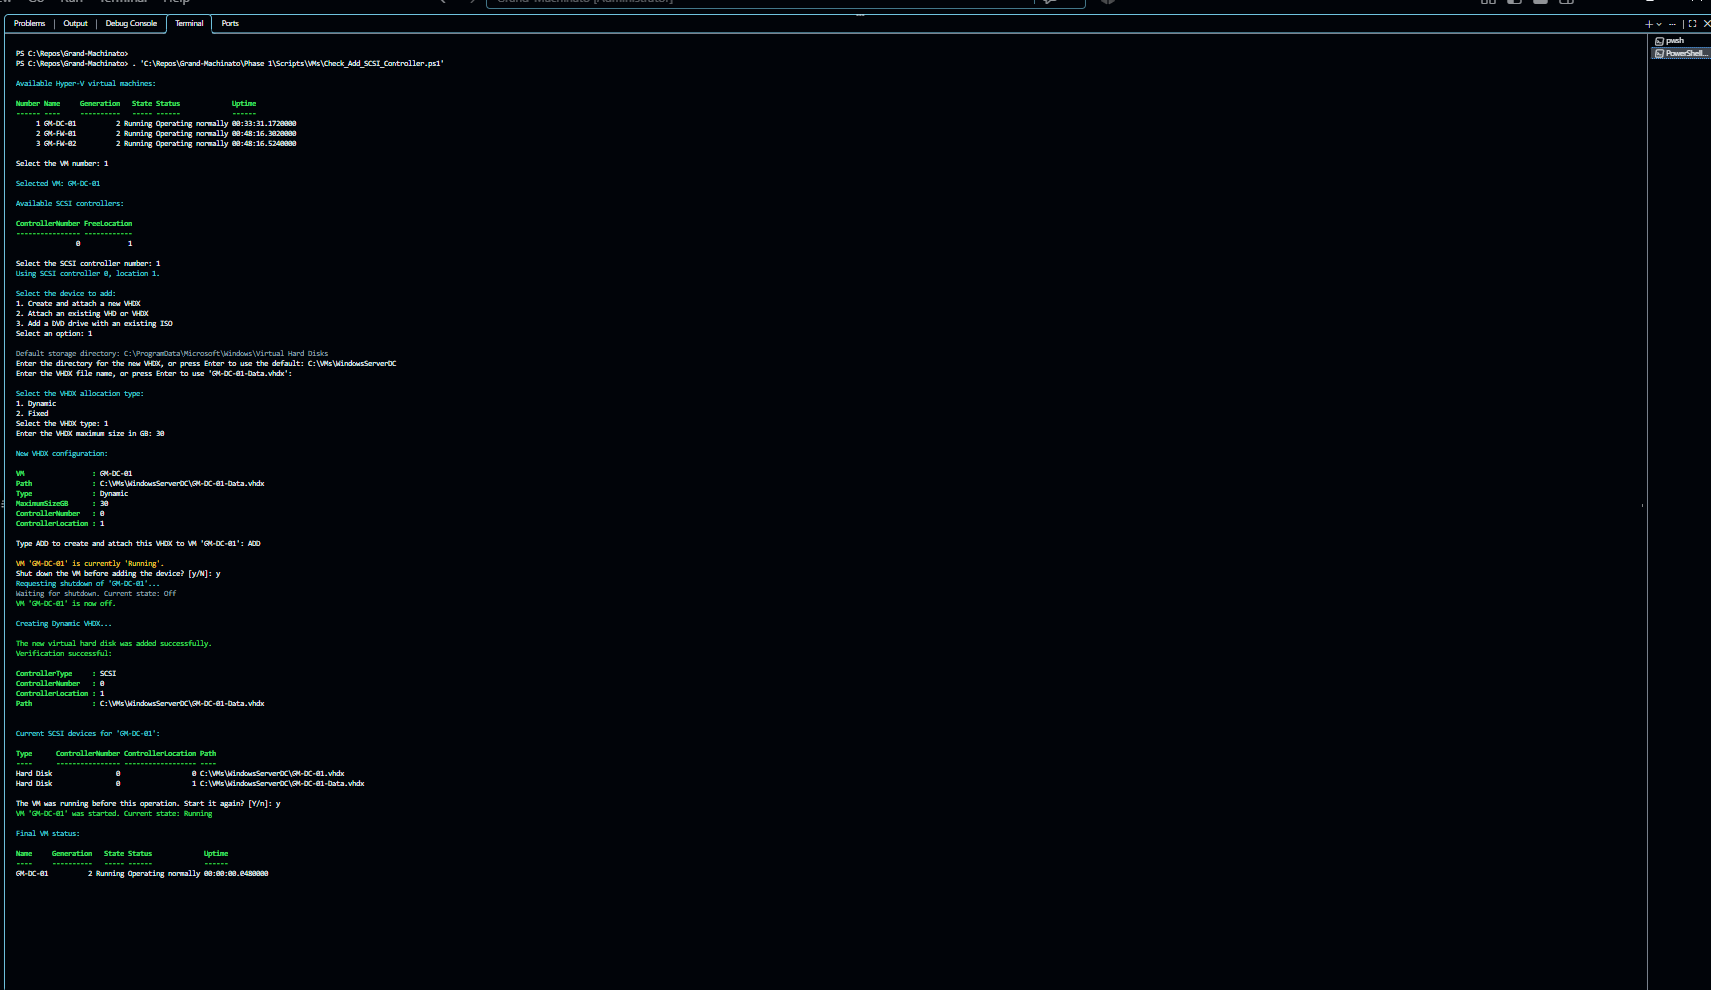 Problems Output Debug Console Terminal Ports
pwsh
PowerShell...
PS C:\Repos\Grand-Machinato>
PS C:\Repos\Grand-Machinato> . 'C:\Repos\Grand-Machinato\Phase 1\Scripts\VMs\Check_Add_SCSI_Controller.ps1'
Available Hyper-V virtual machines:
Number Name Generation State Status Uptime
------ ---- ---------- ----- ------ ------
1 GM-DC-01 2 Running Operating normally 00:33:31.1720000
2 GM-FW-01 2 Running Operating normally 00:48:16.3020000
3 GM-FW-02 2 Running Operating normally 00:48:16.5240000
Select the VM number: 1
Selected VM: GM-DC-01
Available SCSI controllers:
ControllerNumber FreeLocation
---------------- ------------
0 1
Select the SCSI controller number: 1
Using SCSI controller 0, location 1.
Select the device to add:
1. Create and attach a new VHDX
2. Attach an existing VHD or VHDX
3. Add a DVD drive with an existing ISO
Select an option: 1
Default storage directory: C:\ProgramData\Microsoft\Windows\Virtual Hard Disks
Enter the directory for the new VHDX, or press Enter to use the default: C:\VMs\WindowsServerDC
Enter the VHDX file name, or press Enter to use 'GM-DC-01-Data.vhdx':
Select the VHDX allocation type:
1. Dynamic
2. Fixed
Select the VHDX type: 1
Enter the VHDX maximum size in GB: 30
New VHDX configuration:
VM : GM-DC-01
Path : C:\VMs\WindowsServerDC\GM-DC-01-Data.vhdx
Type : Dynamic
MaximumSizeGB : 30
ControllerNumber : 0
ControllerLocation : 1
Type ADD to create and attach this VHDX to VM 'GM-DC-01': ADD
VM 'GM-DC-01' is currently 'Running'.
Shut down the VM before adding the device? [y/N]: y
Requesting shutdown of 'GM-DC-01'...
Waiting for shutdown. Current state: Off
VM 'GM-DC-01' is now off.
Creating Dynamic VHDX...
The new virtual hard disk was added successfully.
Verification successful:
ControllerType : SCSI
ControllerNumber : 0
ControllerLocation : 1
Path : C:\VMs\WindowsServerDC\GM-DC-01-Data.vhdx
Current SCSI devices for 'GM-DC-01':
Type ControllerNumber ControllerLocation Path
---- ---------------- ------------------ ----
Hard Disk 0 0 C:\VMs\WindowsServerDC\GM-DC-01.vhdx
Hard Disk 0 1 C:\VMs\WindowsServerDC\GM-DC-01-Data.vhdx
The VM was running before this operation. Start it again? [Y/n]: y
VM 'GM-DC-01' was started. Current state: Running
Final VM status:
Name Generation State Status Uptime
---- ---------- ----- ------ ------
GM-DC-01 2 Running Operating normally 00:00:00.0480000